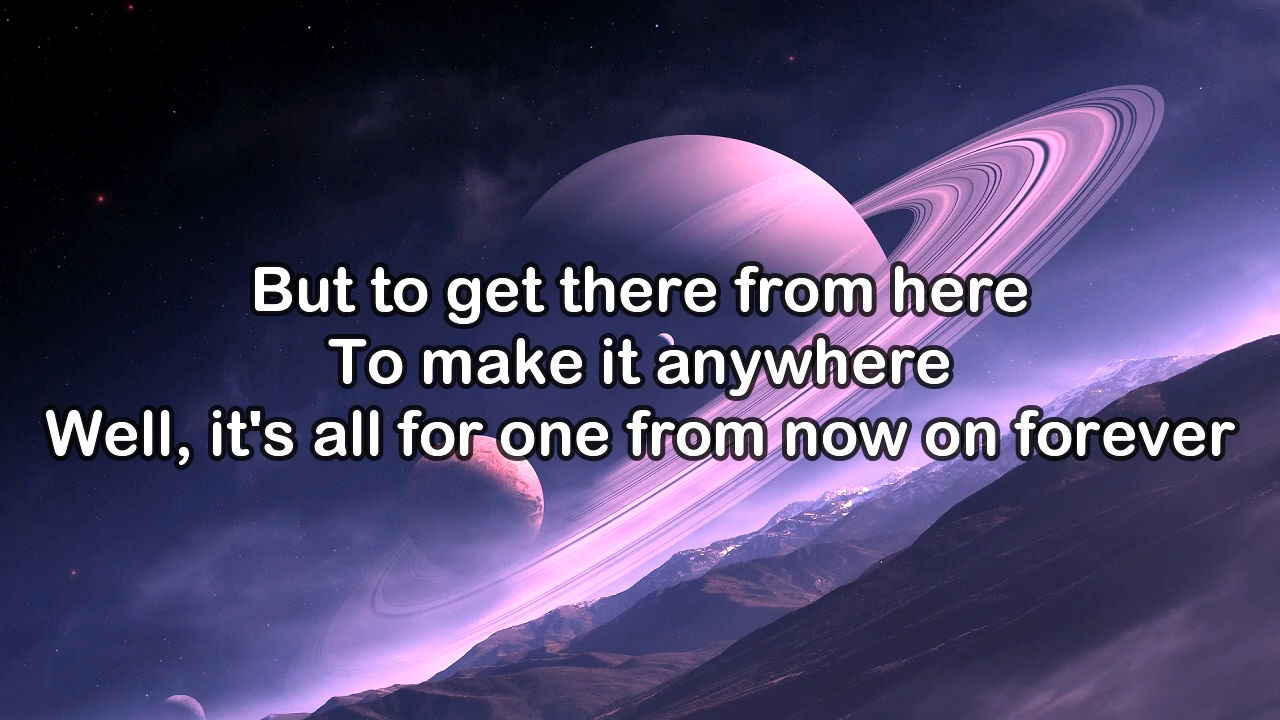 But to get there from here
To make it anywhere
Well, it's all for one from now on forever